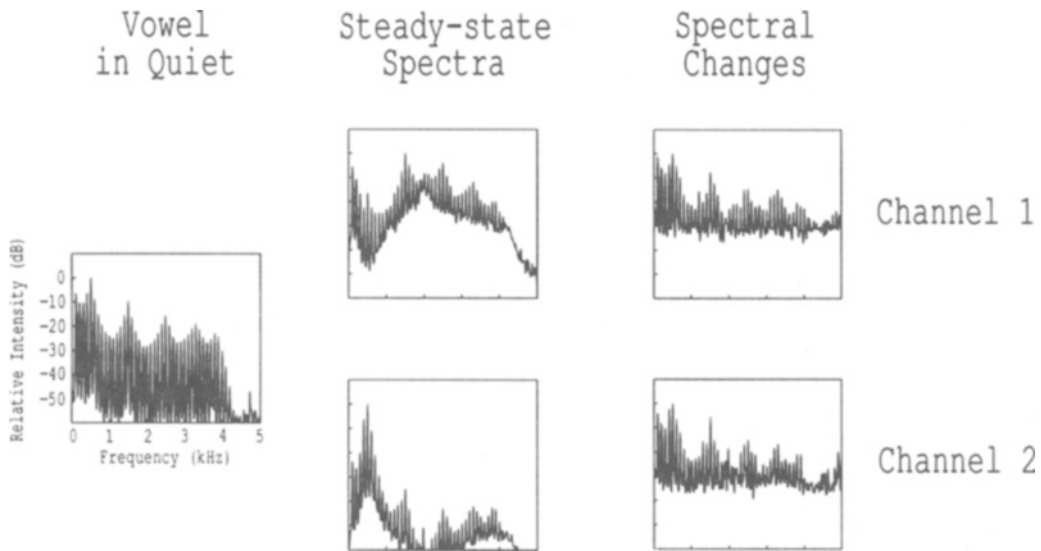 Vowel
in Quiet
Steady-state
Spectra
Spectral
Changes
Channel 1
Relative Intensity (dB)
0
-10
-20
-30
-40
-50
0 1 2 3 4 5
Frequency (kHz)
Channel 2